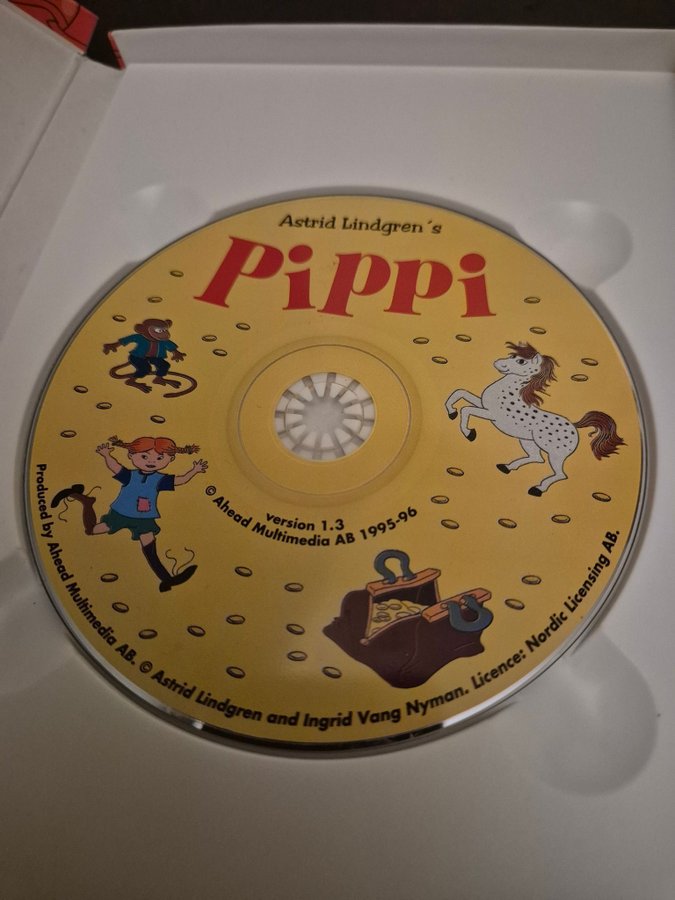 Astrid Lindgren´s
Pippi
version 1.3
© Ahead Multimedia AB 1995-96
Produced by Ahead Multimedia AB. © Astrid Lindgren and Ingrid Vang Nyman. Licence: Nordic Licensing AB.